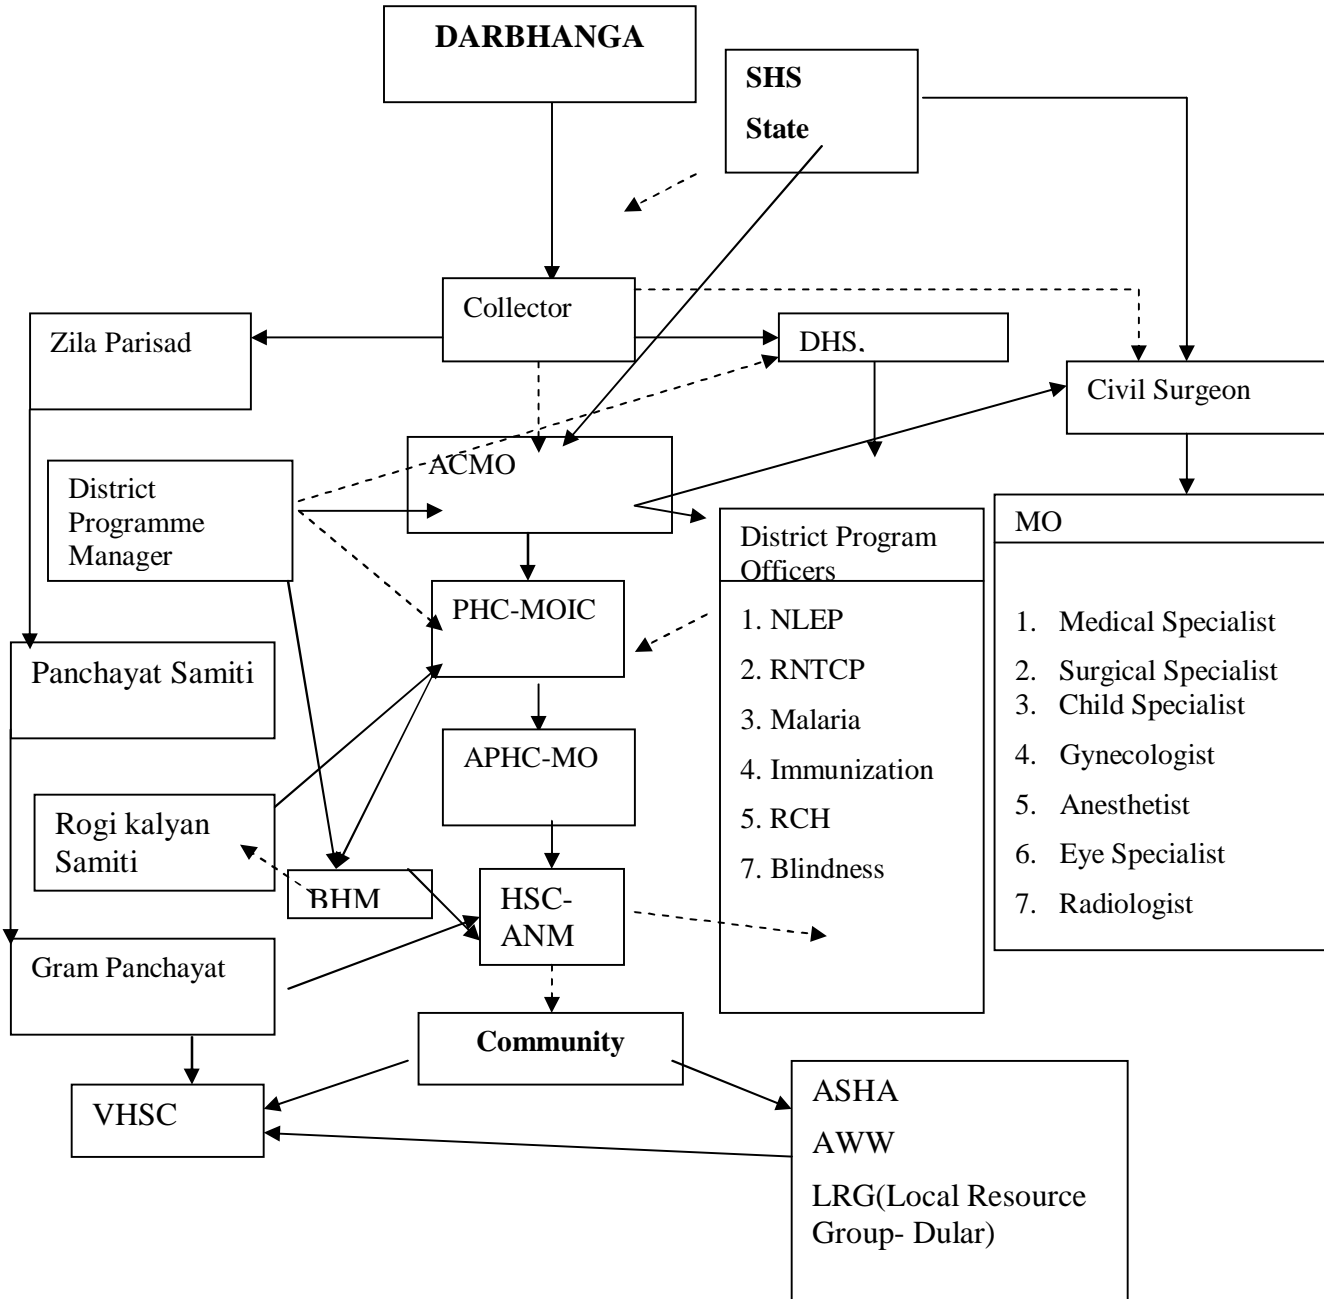 DARBHANGA
SHS
State
Collector
Zila Parisad
DHS.
Civil Surgeon
ACMO
District
Programme
Manager
MO
District Program
Officers
PHC-MOIC
1. NLEP
2. RNTCP
3. Malaria
4. Immunization
5. RCH
7. Blindness
1. Medical Specialist
2. Surgical Specialist
3. Child Specialist
4. Gynecologist
5. Anesthetist
6. Eye Specialist
7. Radiologist
Panchayat Samiti
APHC-MO
Rogi kalyan
Samiti
BHM
HSC-
ANM
Gram Panchayat
Community
VHSC
ASHA
AWW
LRG(Local Resource
Group- Dular)